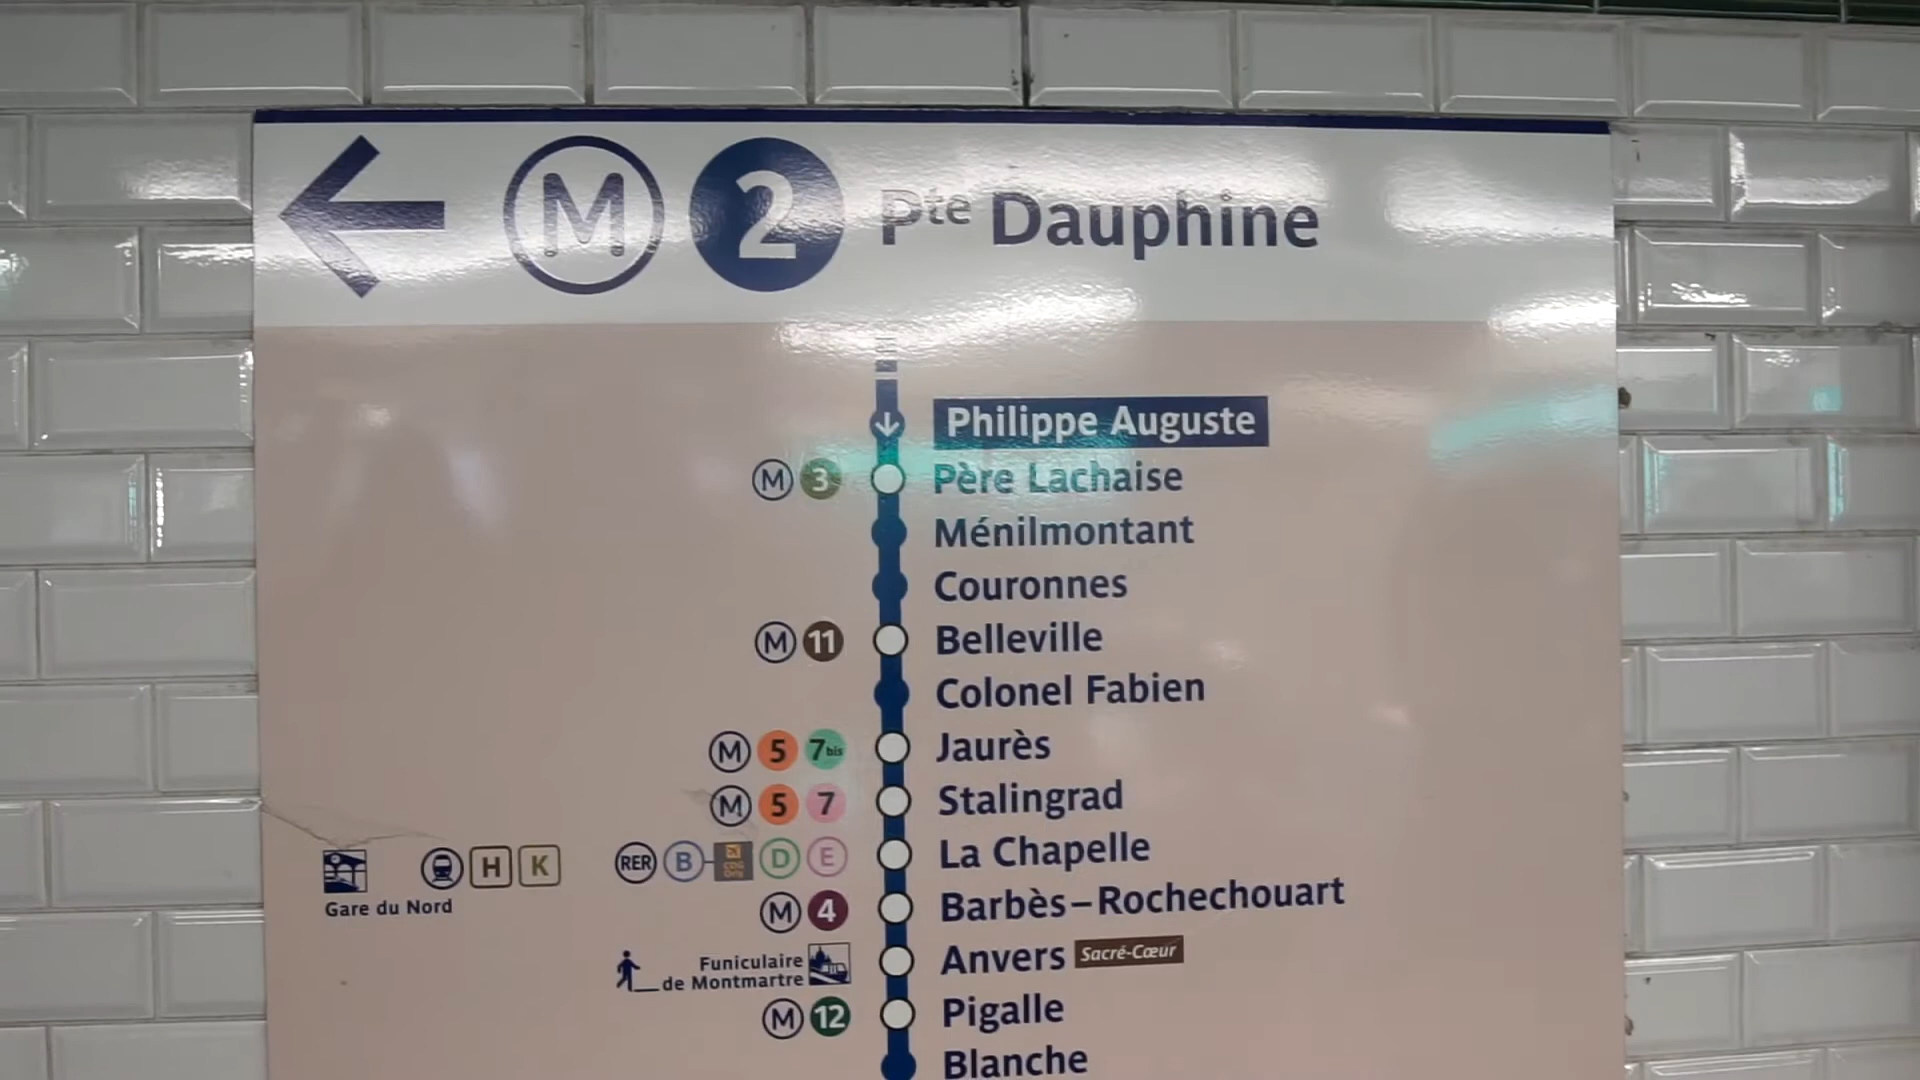 M 2 Pte Dauphine
Philippe Auguste
M 3 Père Lachaise
Ménilmontant
Couronnes
M 11 Belleville
Colonel Fabien
M 5 7bis Jaurès
M 5 7 Stalingrad
H K RER B D E La Chapelle
Gare du Nord
M 4 Barbès–Rochechouart
Funiculaire
de Montmartre
Anvers Sacré-Cœur
M 12 Pigalle
Blanche